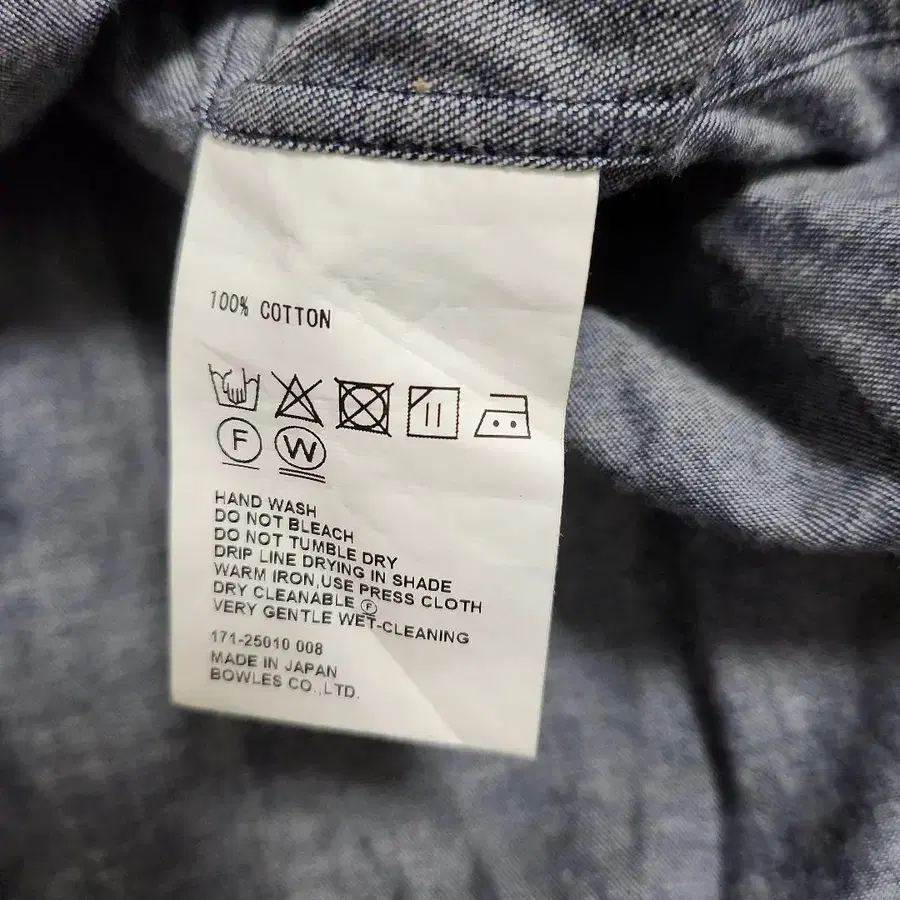 100% COTTON
F W
HAND WASH
DO NOT BLEACH
DO NOT TUMBLE DRY
DRIP LINE DRYING IN SHADE
WARM IRON,USE PRESS CLOTH
DRY CLEANABLE Ⓕ
VERY GENTLE WET-CLEANING
171-25010 008
MADE IN JAPAN
BOWLES CO.,LTD.